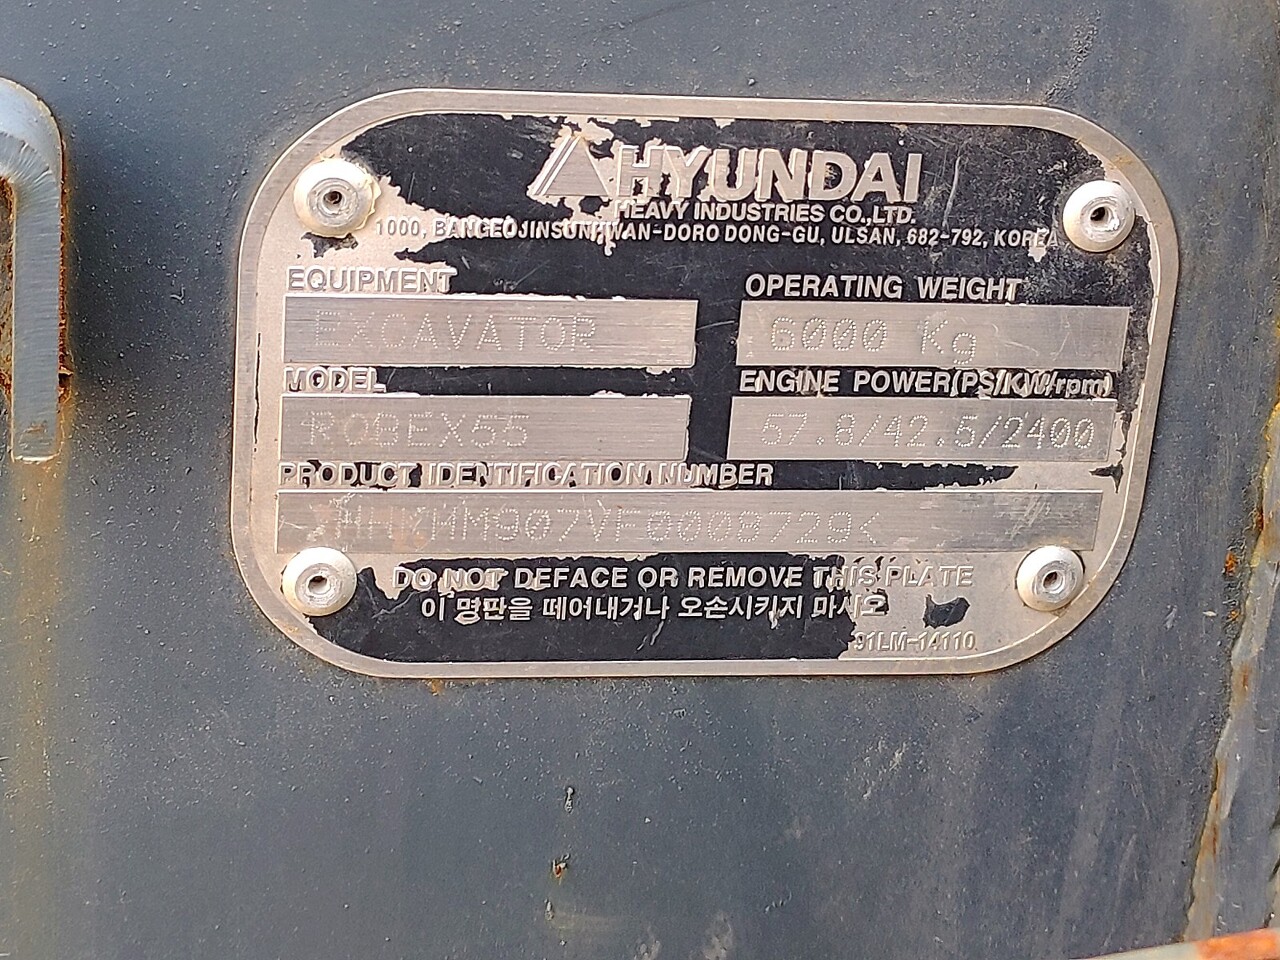 HYUNDAI
HEAVY INDUSTRIES CO.,LTD.
1000, BANGEOJINSUNHWAN-DORO DONG-GU, ULSAN, 682-792, KOREA
EQUIPMENT
OPERATING WEIGHT
EXCAVATOR
6000 Kg
MODEL
ENGINE POWER(PS/KW/rpm)
ROBEX55
57.8/42.5/2400
PRODUCT IDENTIFICATION NUMBER
DO NOT DEFACE OR REMOVE THIS PLATE
이 명판을 떼어내거나 오손시키지 마시오
91LM-14110